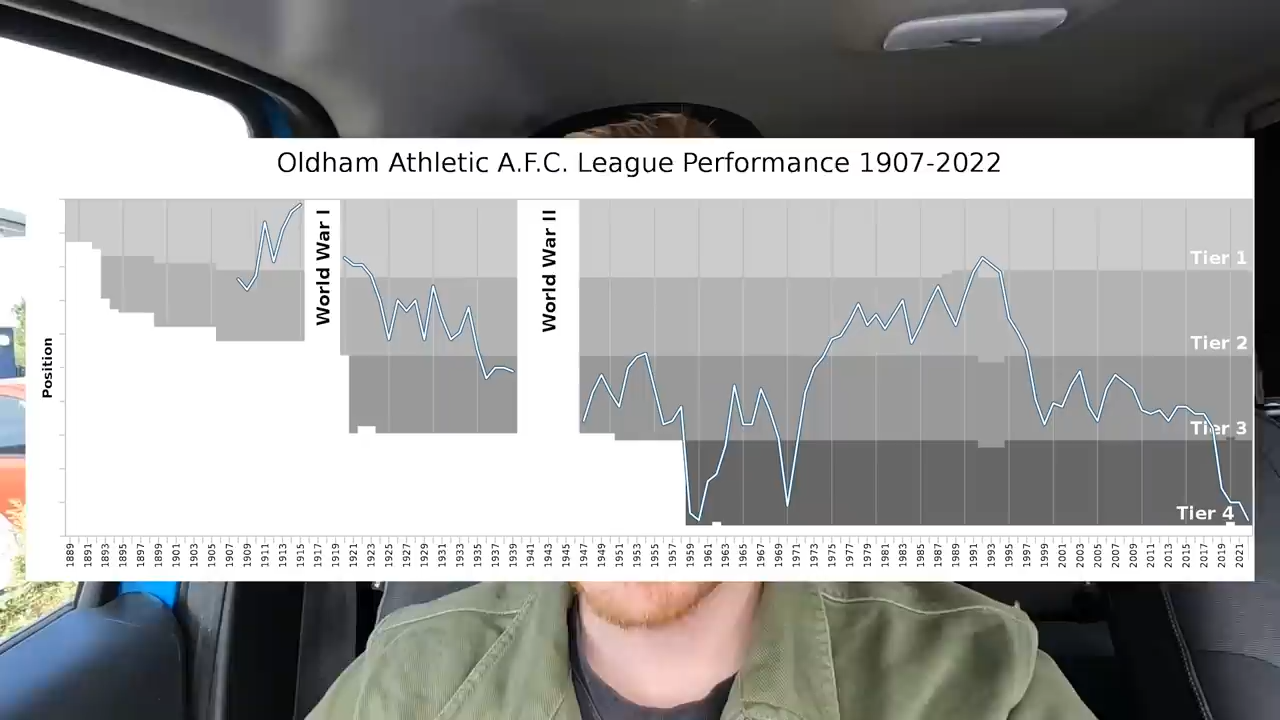 Oldham Athletic A.F.C. League Performance 1907-2022
World War I
World War II
Tier 1
Tier 2
Tier 3
Tier 4
Position
1889 1891 1893 1895 1897 1899 1901 1903 1905 1907 1909 1911 1913 1915 1917 1919 1921 1923 1925 1927 1929 1931 1933 1935 1937 1939 1941 1943 1945 1947 1949 1951 1953 1955 1957 1959 1961 1963 1965 1967 1969 1971 1973 1975 1977 1979 1981 1983 1985 1987 1989 1991 1993 1995 1997 1999 2001 2003 2005 2007 2009 2011 2013 2015 2017 2019 2021